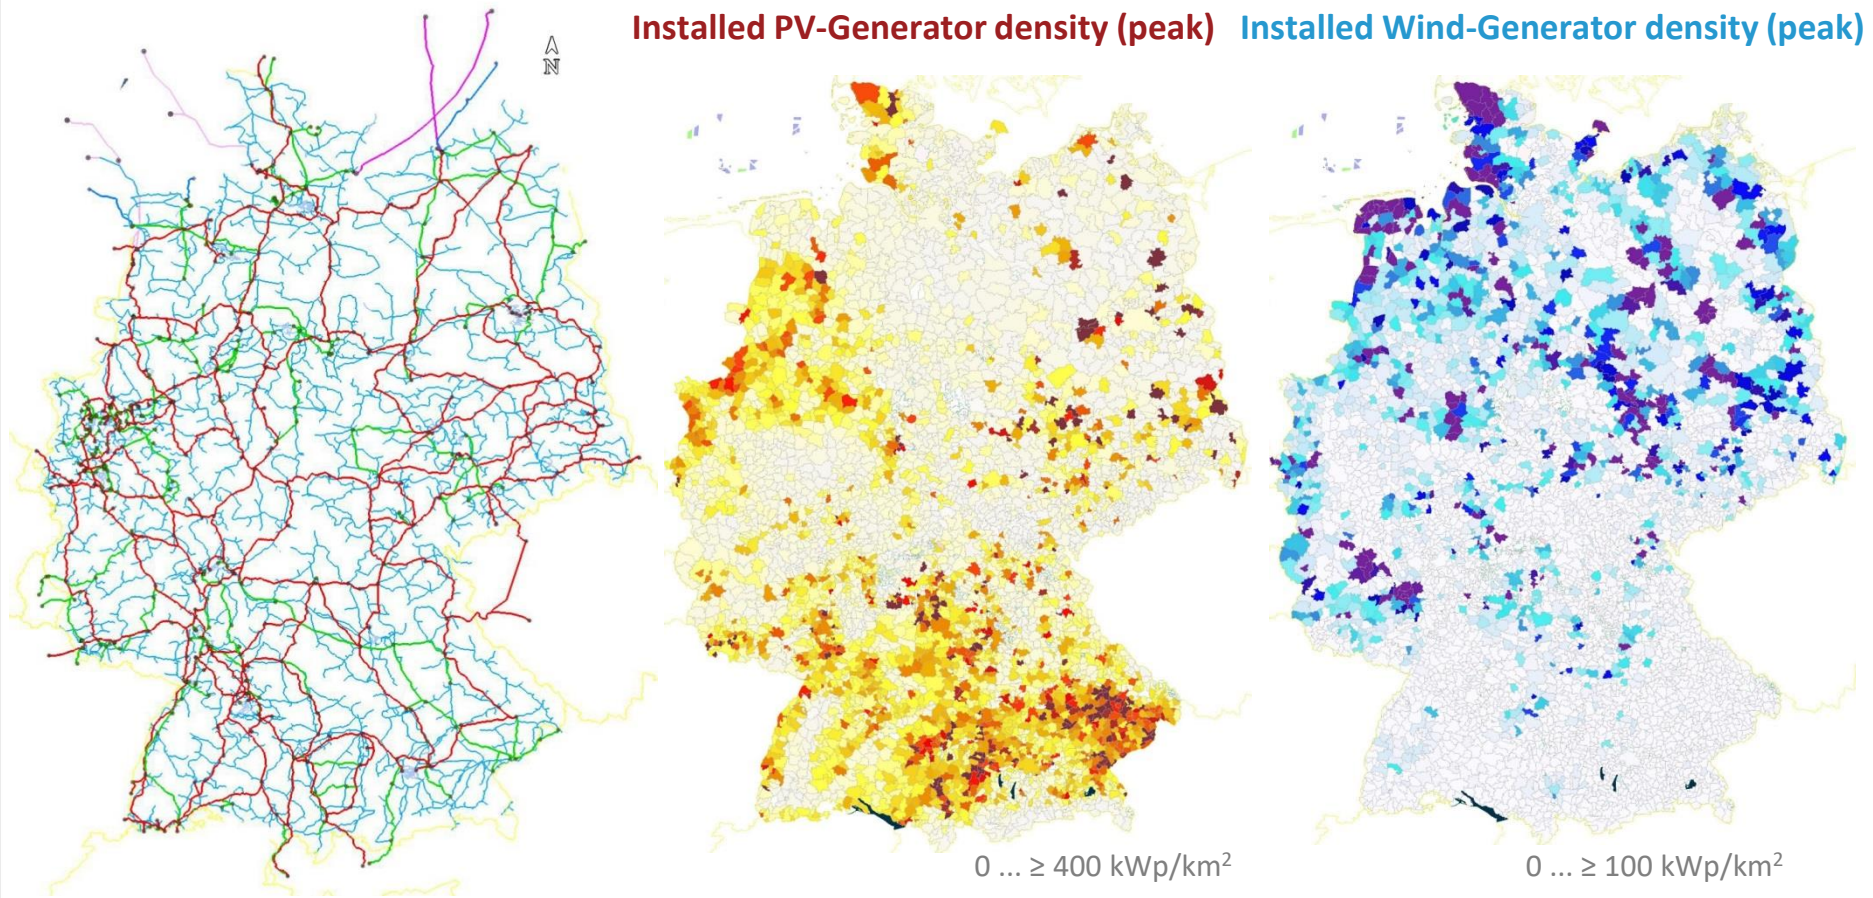 Installed PV-Generator density (peak)
Installed Wind-Generator density (peak)
N
0 ... ≥ 400 kWp/km²
0 ... ≥ 100 kWp/km²